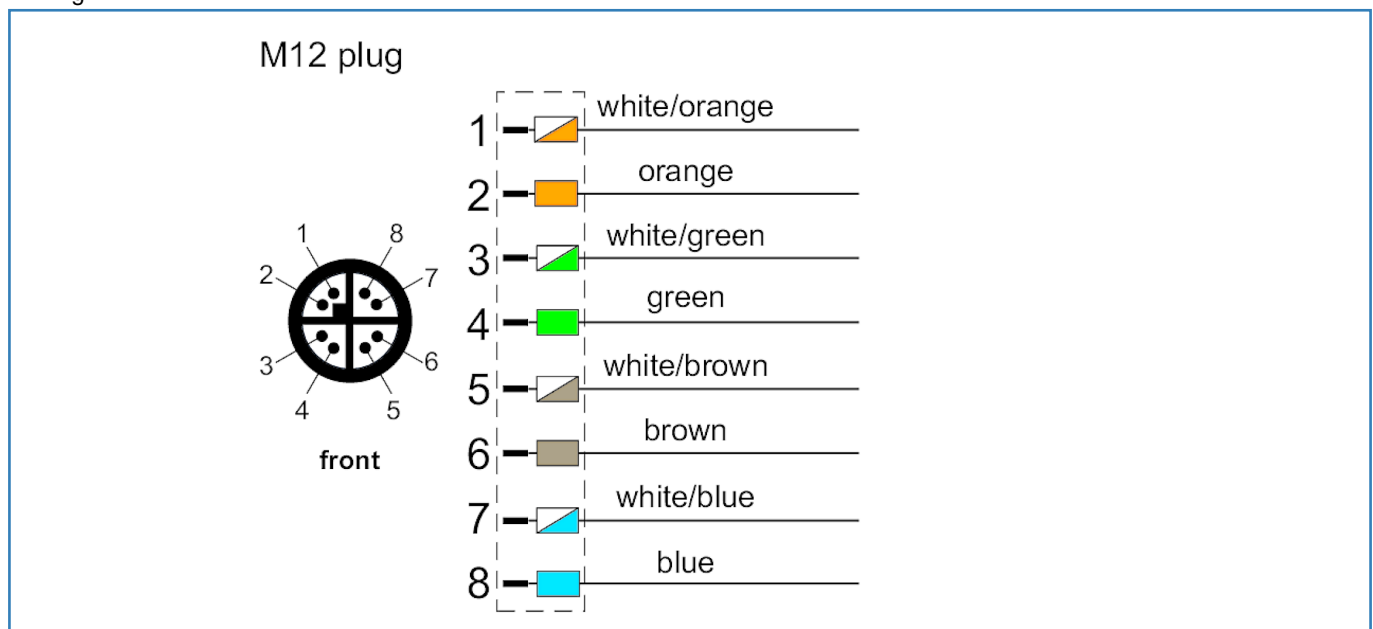 M12 plug
1 white/orange
2 orange
3 white/green
4 green
5 white/brown
6 brown
7 white/blue
8 blue
1 8
2 7
3 6
4 5
front